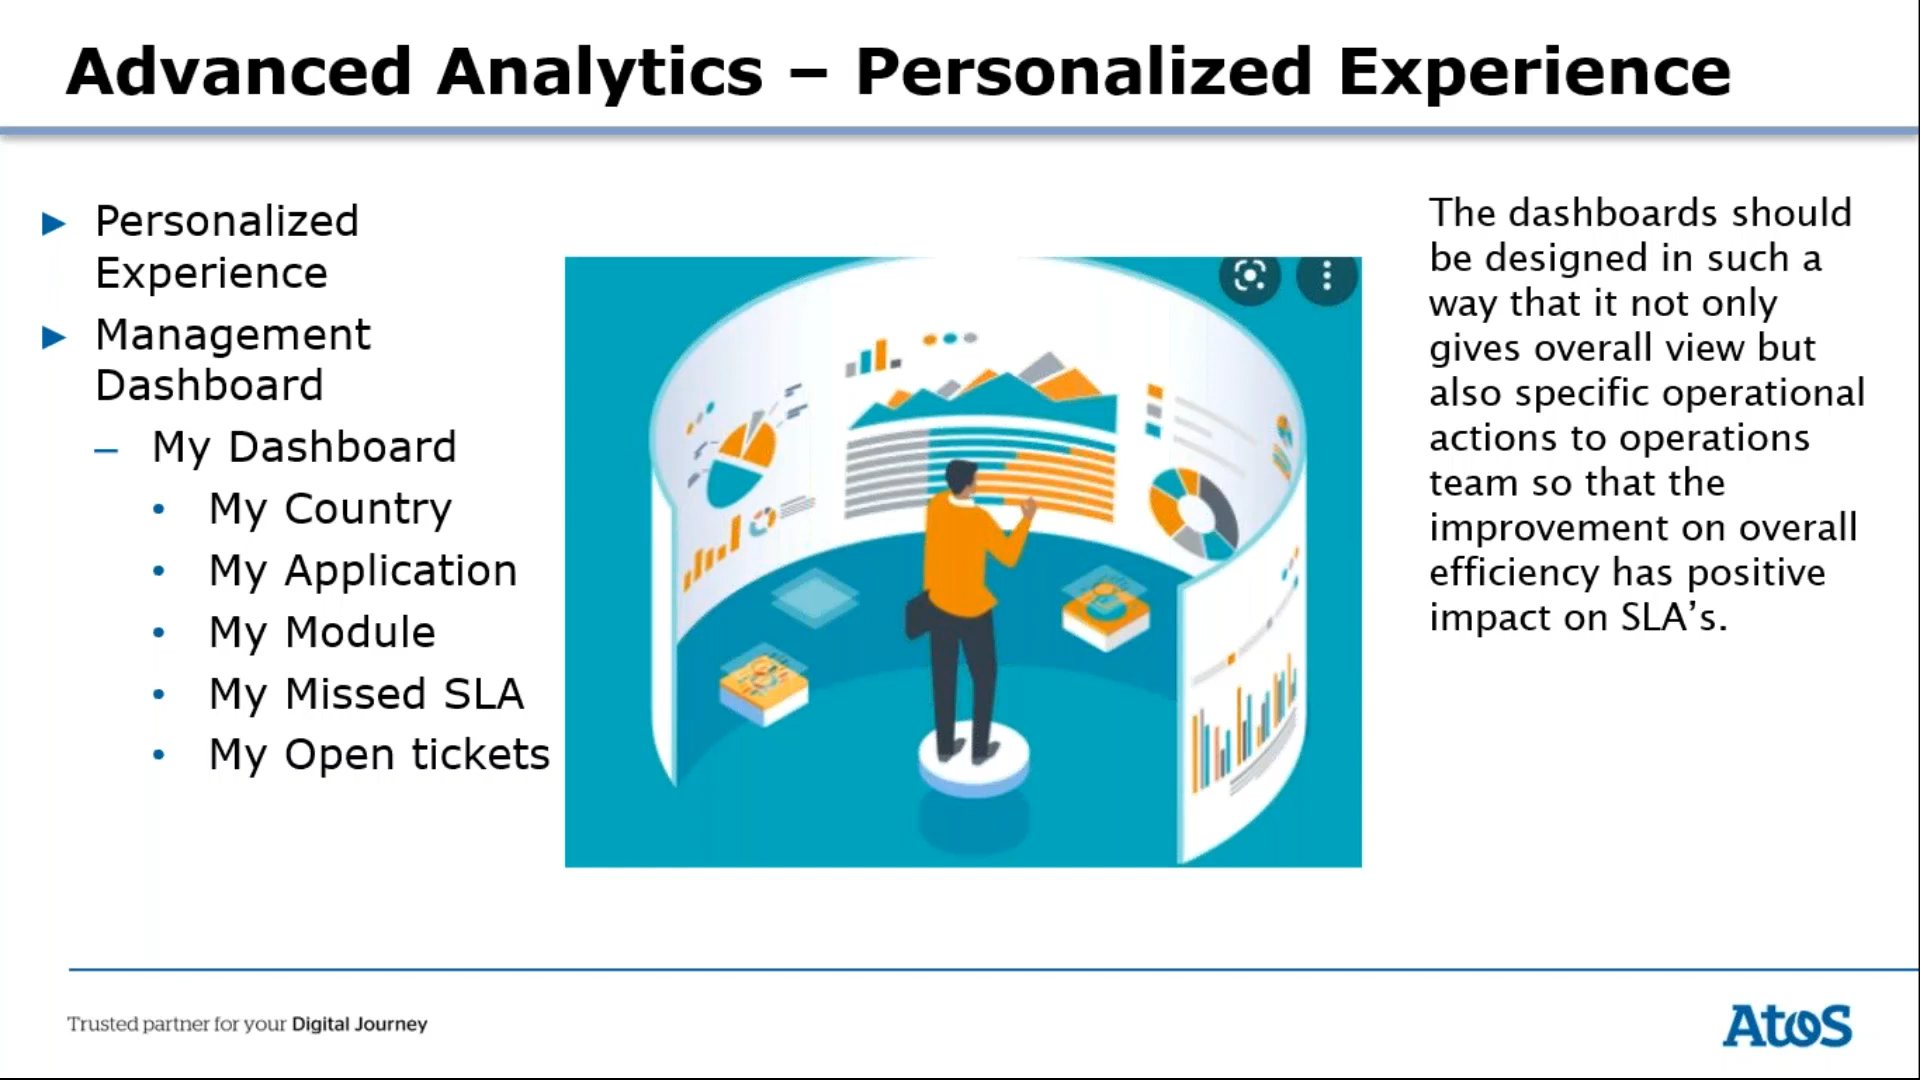 Advanced Analytics – Personalized Experience
Personalized
Experience
Management
Dashboard
– My Dashboard
• My Country
• My Application
• My Module
• My Missed SLA
• My Open tickets
The dashboards should
be designed in such a
way that it not only
gives overall view but
also specific operational
actions to operations
team so that the
improvement on overall
efficiency has positive
impact on SLA’s.
Trusted partner for your Digital Journey
Atos